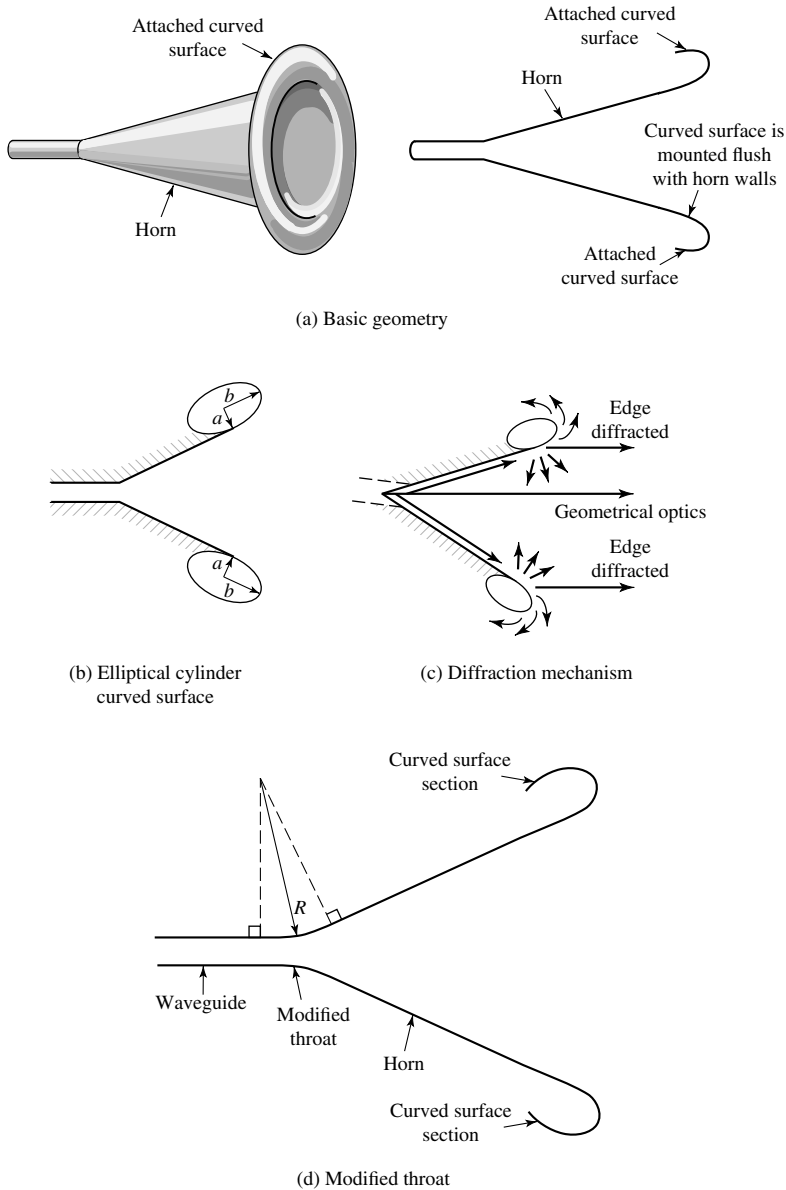 Attached curved
surface
Horn
Attached curved
surface
Horn
Curved surface is
mounted flush
with horn walls
Attached
curved surface
(a) Basic geometry
b
a
a
b
(b) Elliptical cylinder
curved surface
Edge
diffracted
Geometrical optics
Edge
diffracted
(c) Diffraction mechanism
Curved surface
section
R
Waveguide
Modified
throat
Horn
Curved surface
section
(d) Modified throat